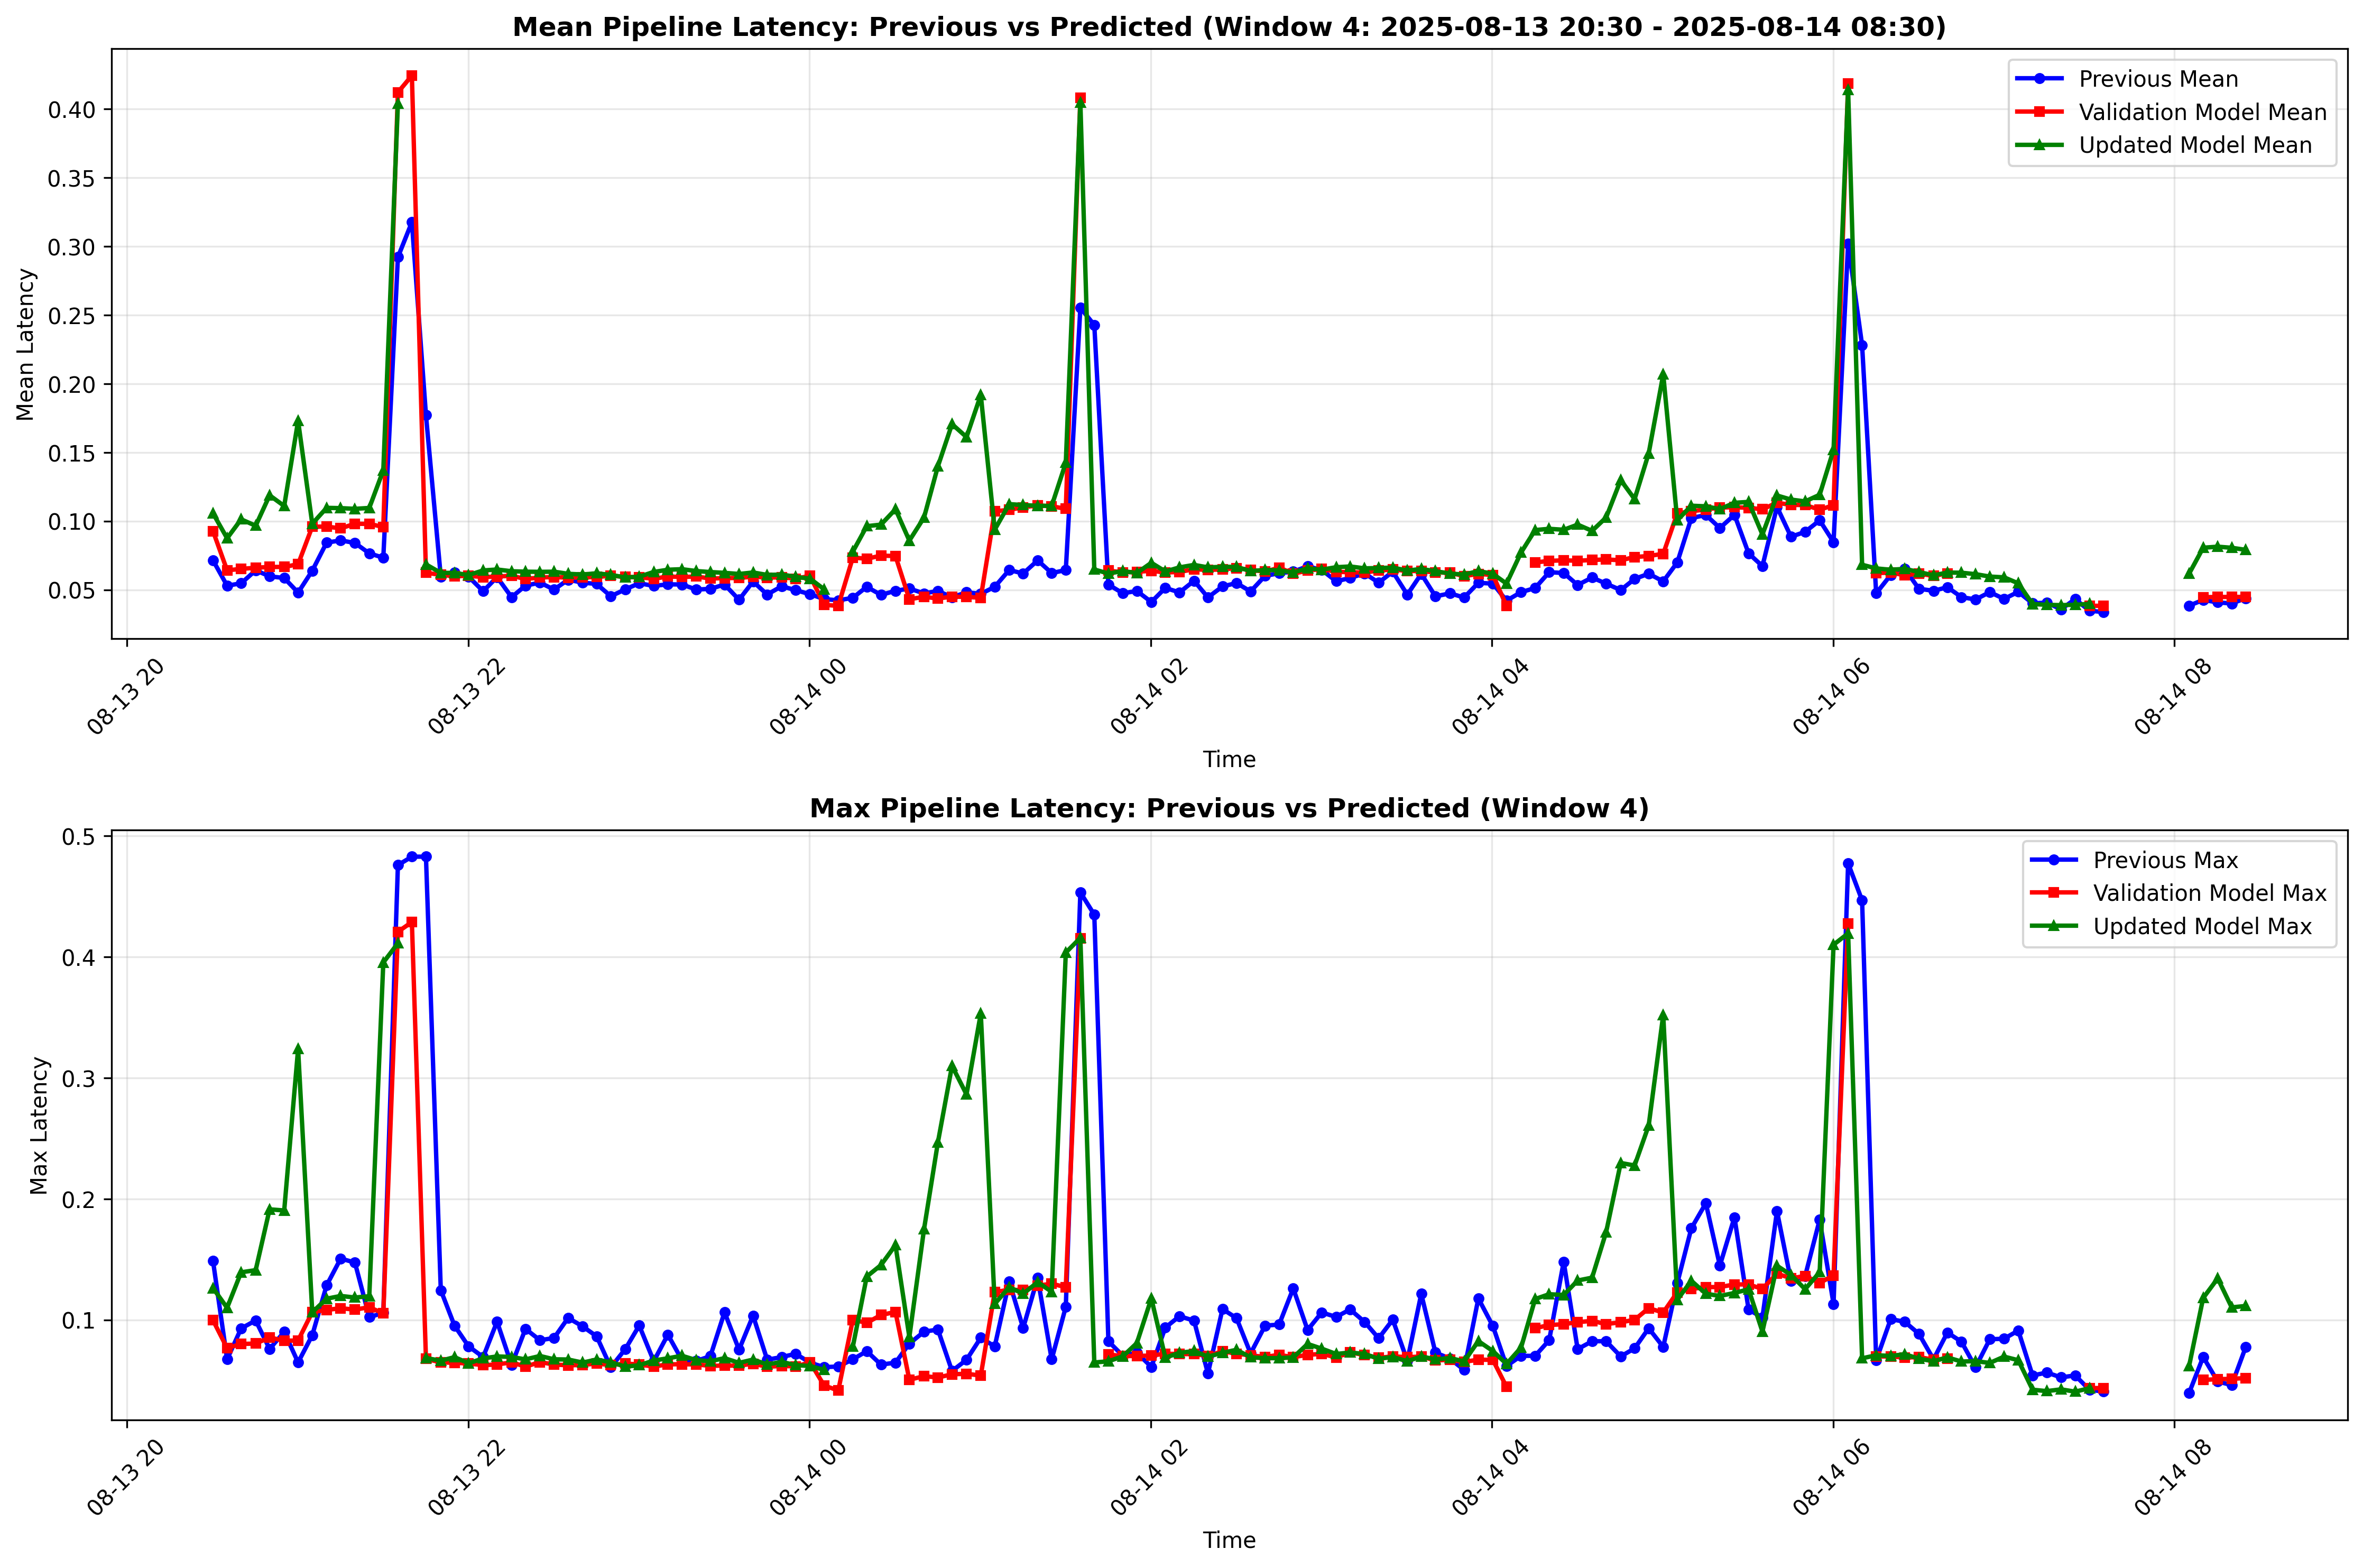 Mean Pipeline Latency: Previous vs Predicted (Window 4: 2025-08-13 20:30 - 2025-08-14 08:30)
Previous Mean
Validation Model Mean
Updated Model Mean
Mean Latency
0.40
0.35
0.30
0.25
0.20
0.15
0.10
0.05
08-13 20
08-13 22
08-14 00
08-14 02
08-14 04
08-14 06
08-14 08
Time
Max Pipeline Latency: Previous vs Predicted (Window 4)
Previous Max
Validation Model Max
Updated Model Max
Max Latency
0.5
0.4
0.3
0.2
0.1
08-13 20
08-13 22
08-14 00
08-14 02
08-14 04
08-14 06
08-14 08
Time